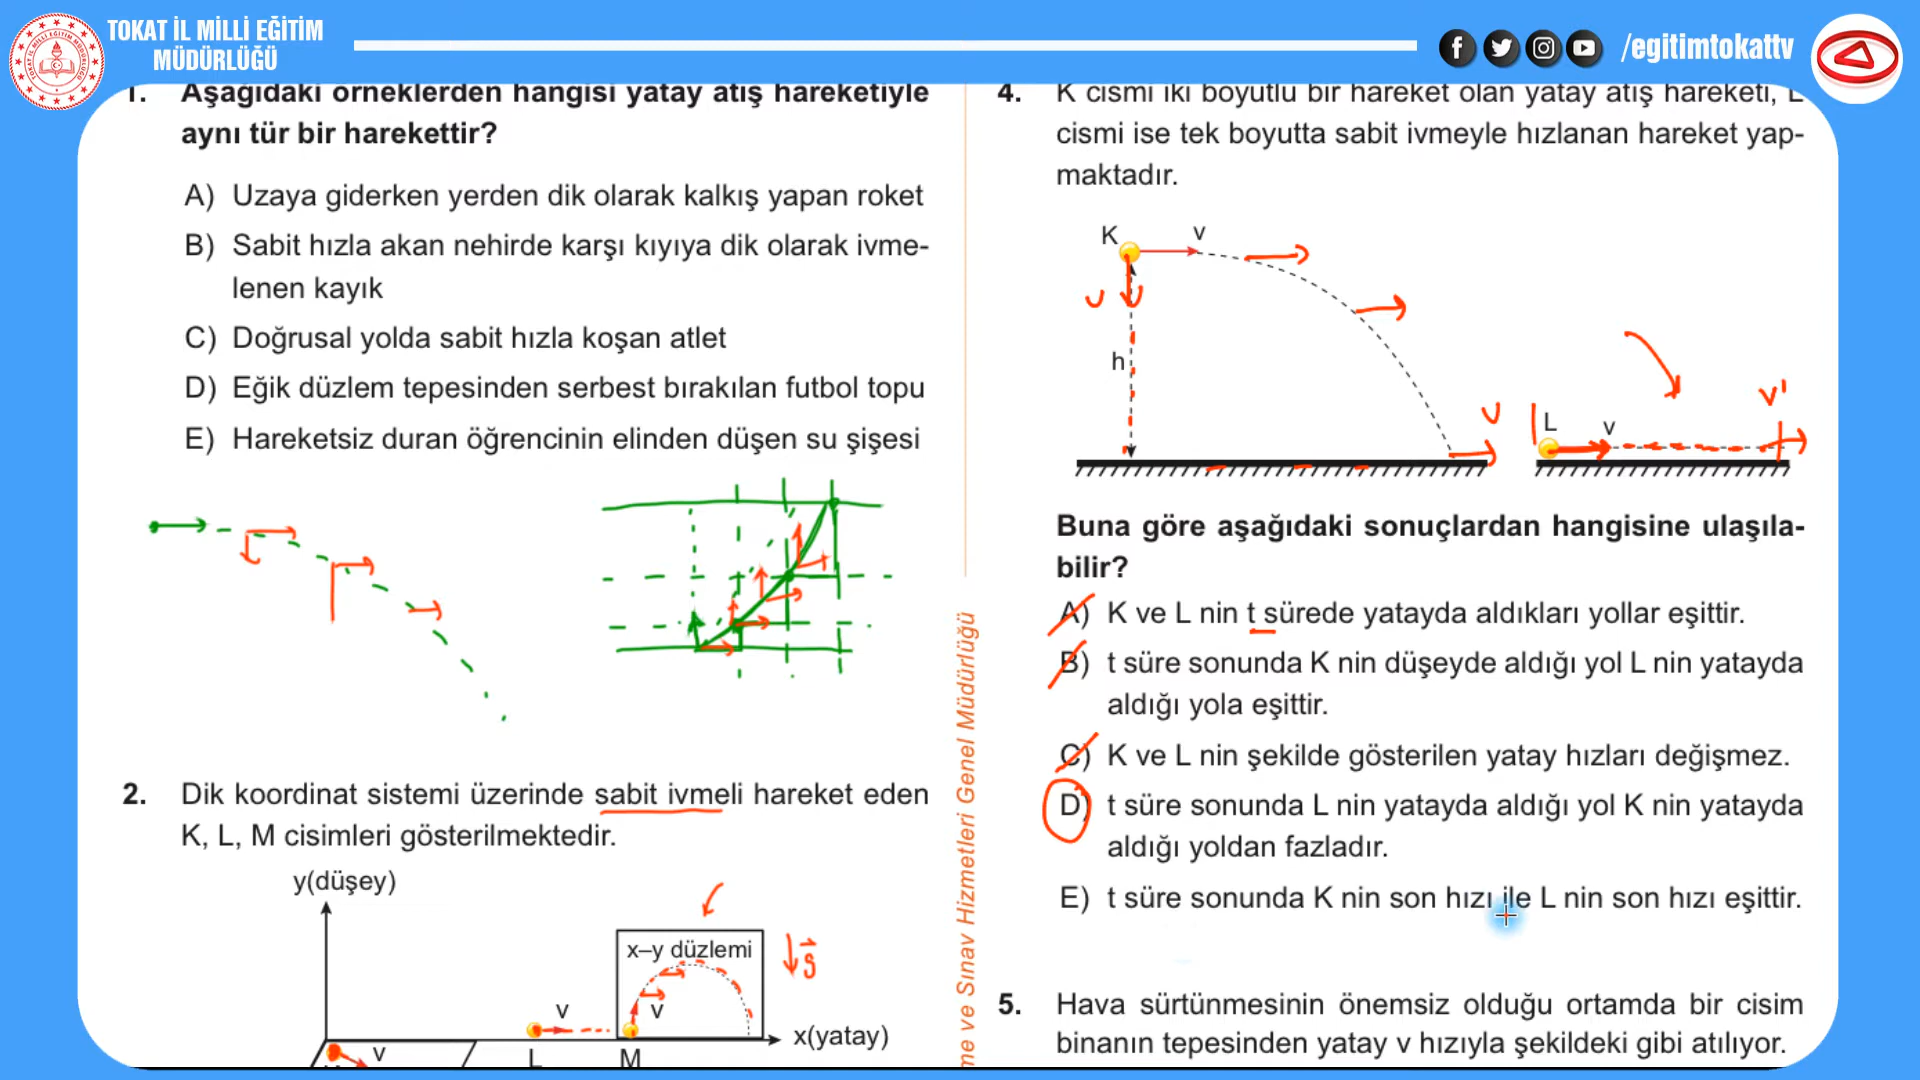 TOKAT İL MİLLİ EĞİTİM
MÜDÜRLÜĞÜ
/egitimtokattv
1. Aşağıdaki örneklerden hangisi yatay atış hareketiyle
aynı tür bir harekettir?
A) Uzaya giderken yerden dik olarak kalkış yapan roket
B) Sabit hızla akan nehirde karşı kıyıya dik olarak ivme-
lenen kayık
C) Doğrusal yolda sabit hızla koşan atlet
D) Eğik düzlem tepesinden serbest bırakılan futbol topu
E) Hareketsiz duran öğrencinin elinden düşen su şişesi
2. Dik koordinat sistemi üzerinde sabit ivmeli hareket eden
K, L, M cisimleri gösterilmektedir.
y(düşey)
x–y düzlemi
g
v
v
x(yatay)
v
L
M
me ve Sınav Hizmetleri Genel Müdürlüğü
4. K cismi iki boyutlu bir hareket olan yatay atış hareketi, L
cismi ise tek boyutta sabit ivmeyle hızlanan hareket yap-
maktadır.
K
v
v
h
v
L
v
v'
Buna göre aşağıdaki sonuçlardan hangisine ulaşıla-
bilir?
A) K ve L nin t sürede yatayda aldıkları yollar eşittir.
B) t süre sonunda K nin düşeyde aldığı yol L nin yatayda
aldığı yola eşittir.
C) K ve L nin şekilde gösterilen yatay hızları değişmez.
D) t süre sonunda L nin yatayda aldığı yol K nin yatayda
aldığı yoldan fazladır.
E) t süre sonunda K nin son hızı ile L nin son hızı eşittir.
5. Hava sürtünmesinin önemsiz olduğu ortamda bir cisim
binanın tepesinden yatay v hızıyla şekildeki gibi atılıyor.